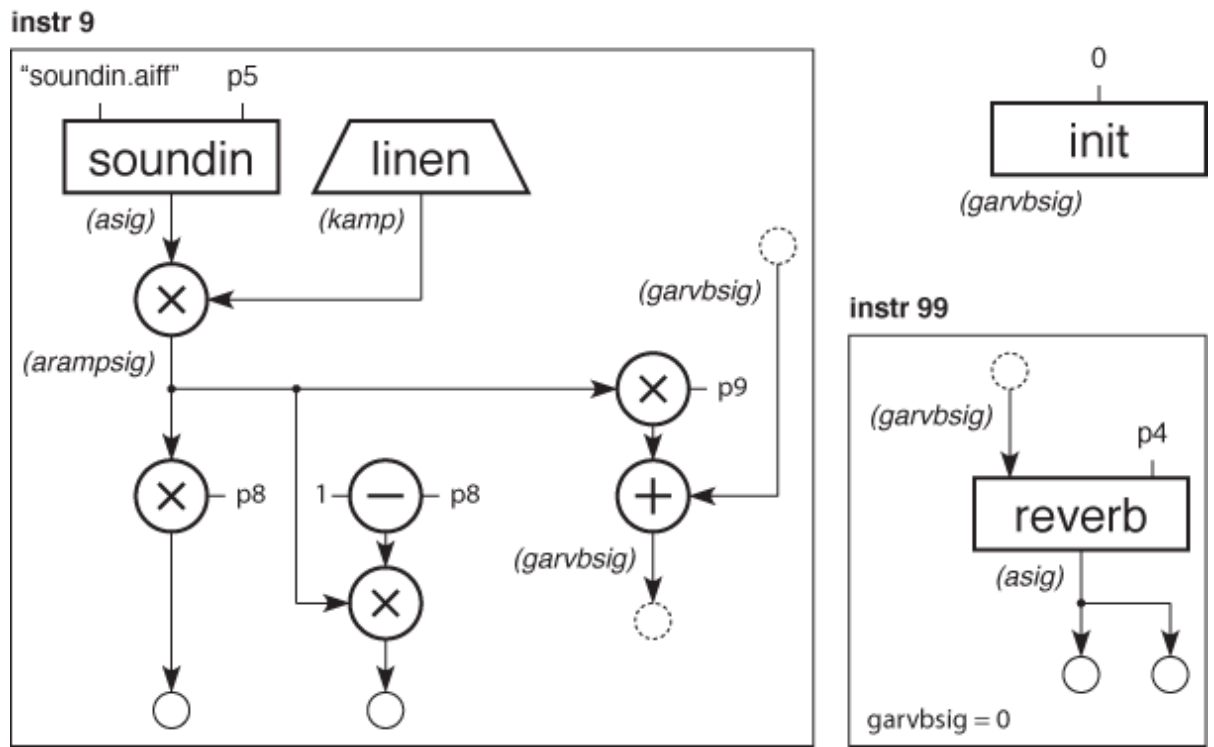 instr 9
“soundin.aiff” p5
soundin
linen
(asig)
(kamp)
×
(garvbsig)
(arampsig)
×
p9
×
p8
1
−
p8
+
(garvbsig)
×
0
init
(garvbsig)
instr 99
(garvbsig)
p4
reverb
(asig)
garvbsig = 0